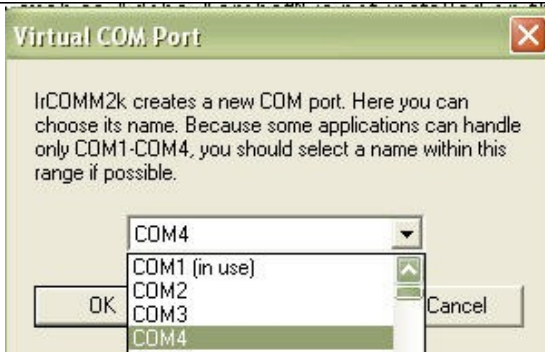 Virtual COM Port
IrCOMM2k creates a new COM port. Here you can
choose its name. Because some applications can handle
only COM1-COM4, you should select a name within this
range if possible.
COM4
COM1 (in use)
COM2
OK
Cancel
COM3
COM4